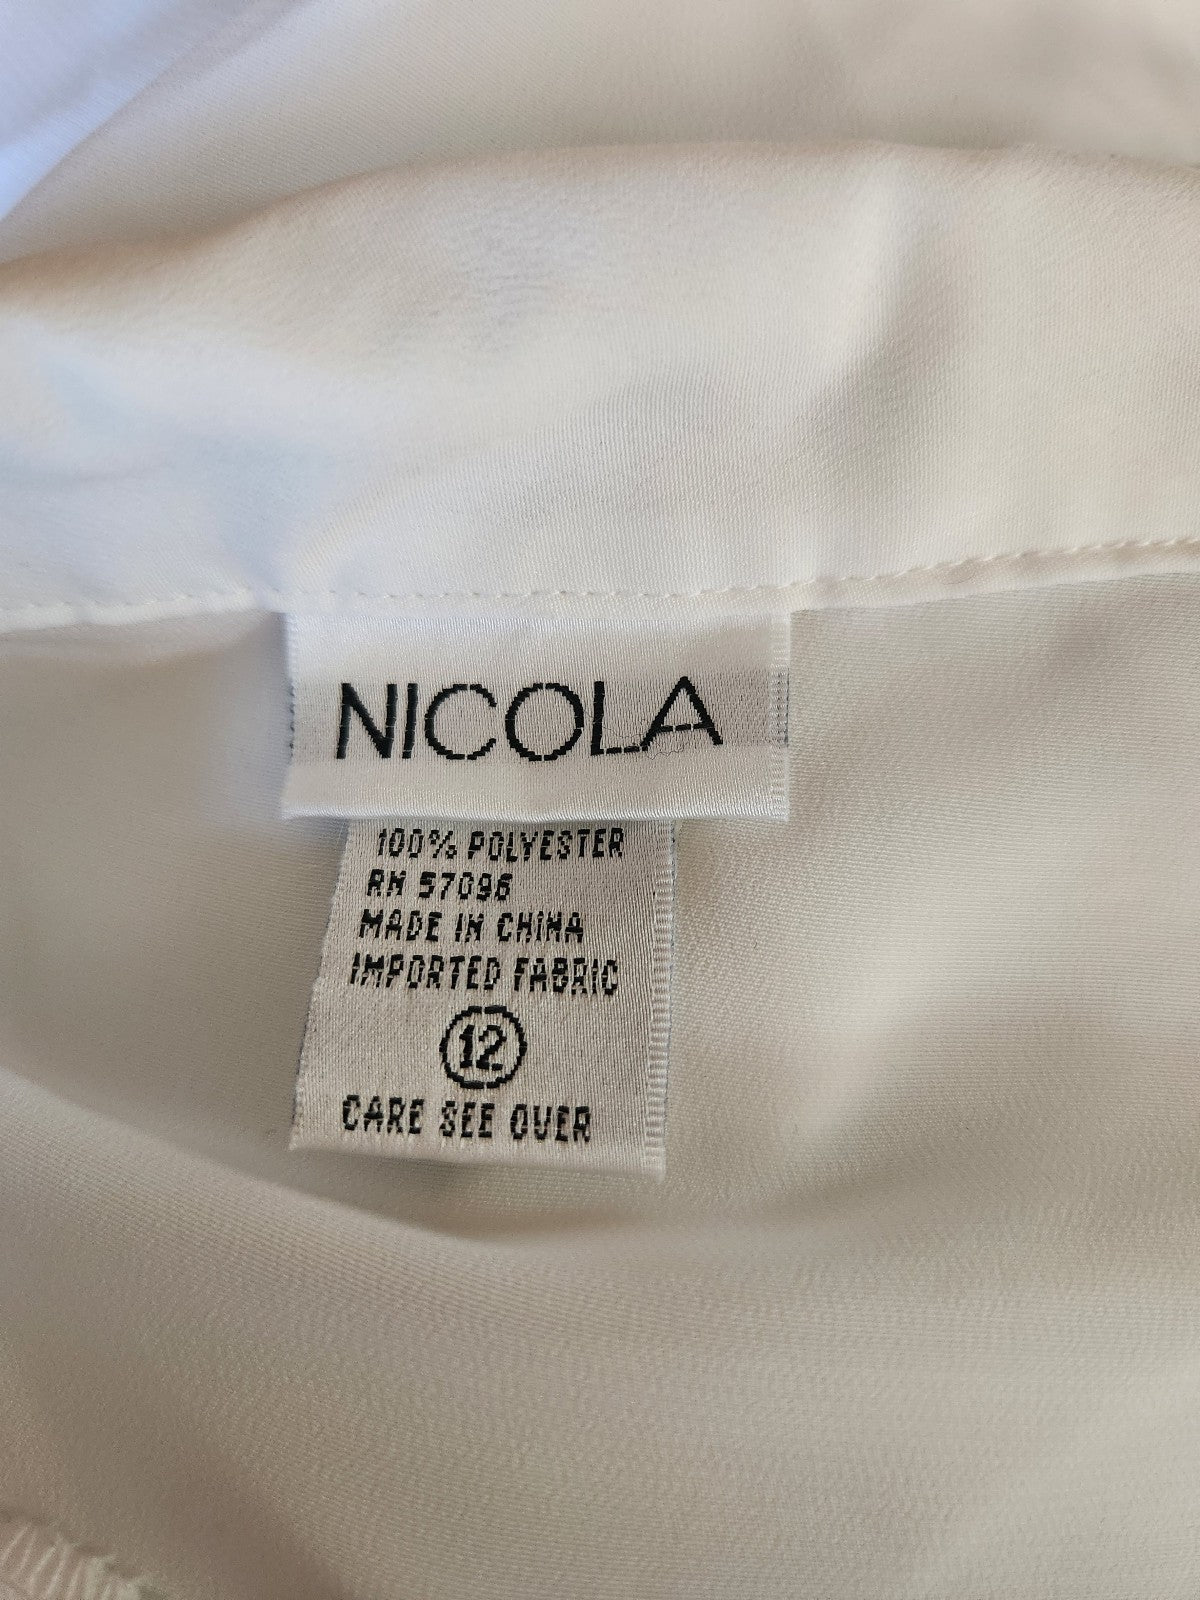 NICOLA
100% POLYESTER
RN 57096
MADE IN CHINA
IMPORTED FABRIC
12
CARE SEE OVER